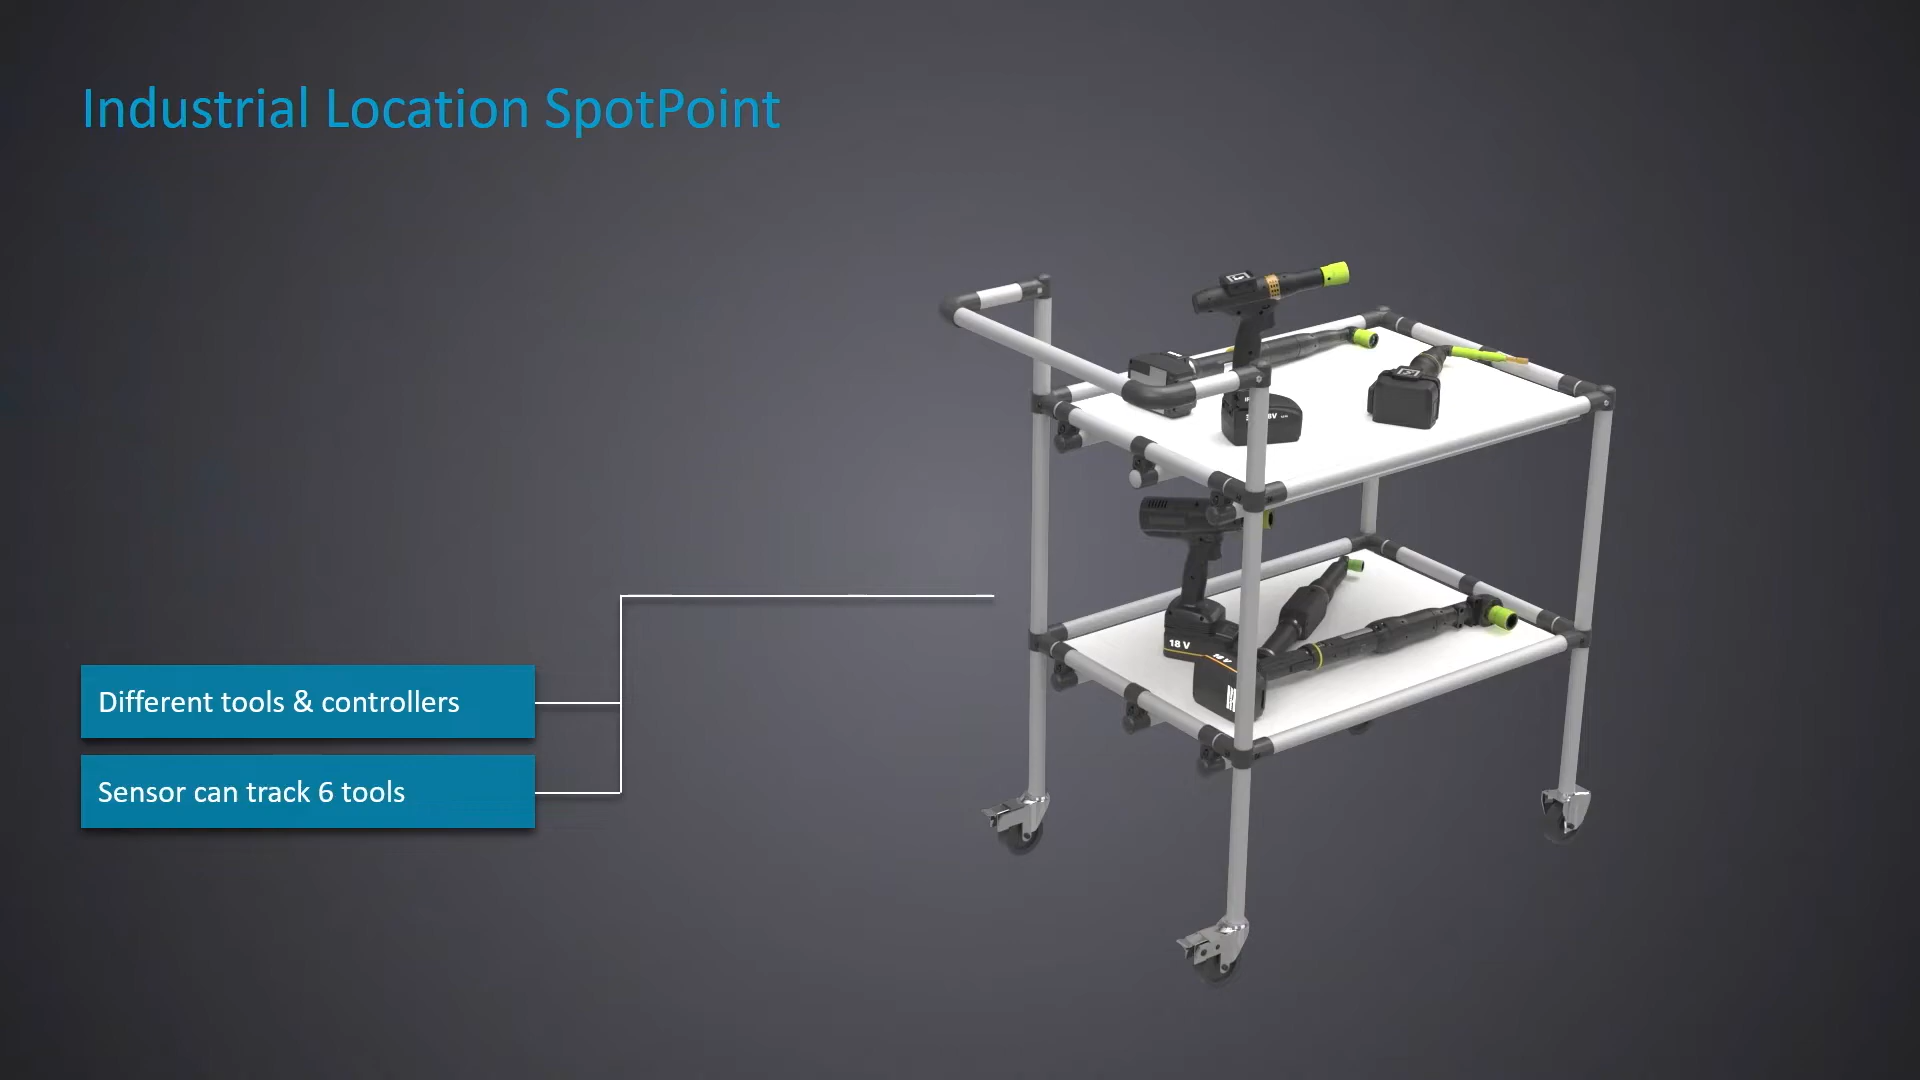 Industrial Location SpotPoint
Different tools & controllers
Sensor can track 6 tools
18 V